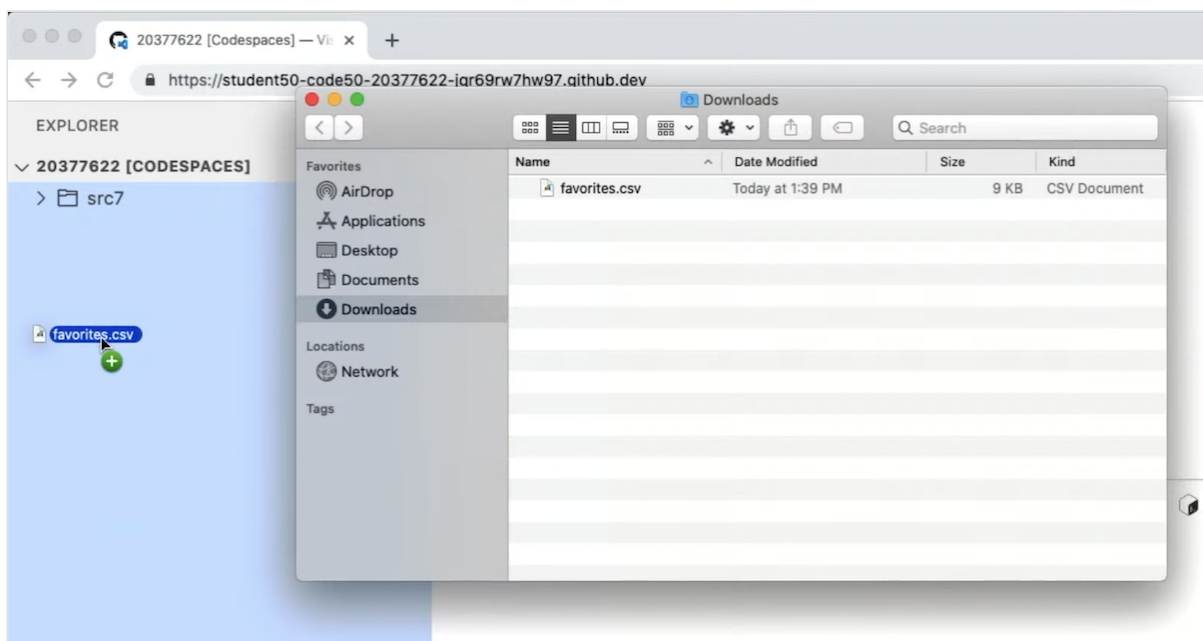 20377622 [Codespaces] — Vi
https://student50-code50-20377622-jqr69rw7hw97.github.dev
EXPLORER
20377622 [CODESPACES]
src7
favorites.csv
Downloads
Search
Favorites
AirDrop
Applications
Desktop
Documents
Downloads
Locations
Network
Tags
Name Date Modified Size Kind
favorites.csv Today at 1:39 PM 9 KB CSV Document